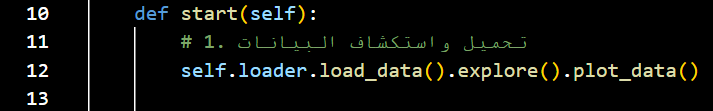 10 def start(self):
11 # 1. تحميل واستكشاف البيانات
12 self.loader.load_data().explore().plot_data()
13